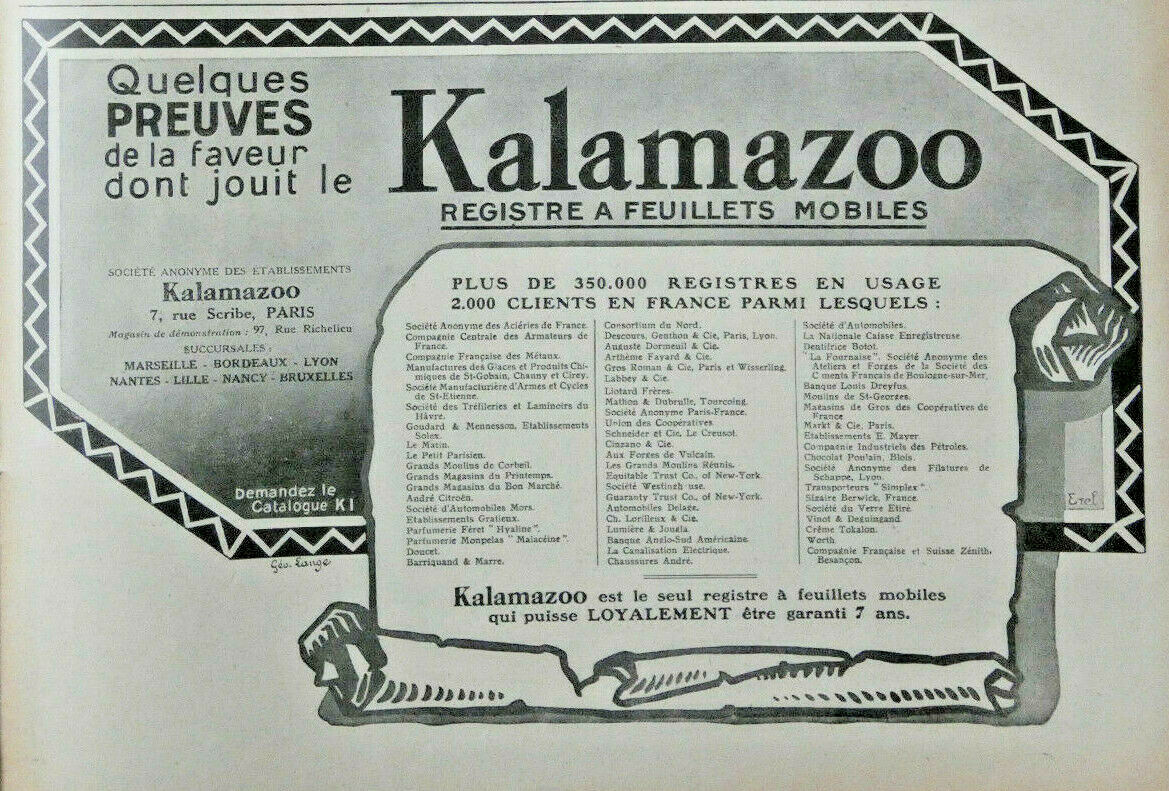 Quelques
PREUVES
de la faveur
dont jouit le
Kalamazoo
REGISTRE A FEUILLETS MOBILES
SOCIÉTÉ ANONYME DES ÉTABLISSEMENTS
Kalamazoo
7, rue Scribe, PARIS
Magasin de démonstration : 97, Rue Richelieu
SUCCURSALES :
MARSEILLE - BORDEAUX - LYON
NANTES - LILLE - NANCY - BRUXELLES
Demandez le
Catalogue K1
Géo. Lange
PLUS DE 350.000 REGISTRES EN USAGE
2.000 CLIENTS EN FRANCE PARMI LESQUELS :
Société Anonyme des Aciéries de France.
Compagnie Centrale des Armateurs de
France.
Compagnie Française des Métaux.
Manufactures des Glaces et Produits Chi-
miques de St-Gobain, Chauny et Cirey.
Société Manufacturière d'Armes et Cycles
de St-Etienne.
Société des Tréfileries et Laminoirs du
Hâvre.
Goudard & Mennesson, Etablissements
Solex.
Le Matin.
Le Petit Parisien.
Grands Moulins de Corbeil.
Grands Magasins du Printemps.
Grands Magasins du Bon Marché.
André Citroën.
Société d'Automobiles Mors.
Etablissements Gratieux.
Parfumerie Féret "Hyaline".
Parfumerie Monpelas "Malacéine".
Doucet.
Barriquand & Marre.
Consortium du Nord.
Descours, Genthon & Cie, Paris, Lyon.
Auguste Dormeuil & Cie.
Arthème Fayard & Cie.
Gros Roman & Cie, Paris et Wisserling.
Labbey & Cie.
Liotard Frères.
Mathon & Dubrulle, Tourcoing.
Société Anonyme Paris-France.
Union des Coopératives.
Schneider et Cie, Le Creusot.
Cinzano & Cie.
Aux Forges de Vulcain.
Les Grands Moulins Réunis.
Equitable Trust Co., of New-York.
Société Westingh use.
Guaranty Trust Co., of New-York.
Automobiles Delage.
Ch. Lorilleux & Cie.
Lumière & Jougla.
Banque Anglo-Sud Américaine.
La Canalisation Electrique.
Chaussures André.
Société d'Automobiles.
La Nationale Caisse Enregistreuse.
Dentifrice Botot.
"La Fournaise". Société Anonyme des
Ateliers et Forges de la Société des
C ments Français de Boulogne-sur-Mer.
Banque Louis Dreyfus.
Moulins de St-Georges.
Magasins de Gros des Coopératives de
France
Markt & Cie, Paris.
Etablissements E. Mayer.
Compagnie Industriels des Pétroles.
Chocolat Poulain, Blois.
Société Anonyme des Filatures de
Schappe, Lyon.
Transporteurs "Simplex".
Sizaire Berwick, France.
Société du Verre Etiré.
Vinot & Deguingand.
Crême Tokalon.
Worth.
Compagnie Française et Suisse Zénith,
Besançon.
Erel
Kalamazoo est le seul registre à feuillets mobiles
qui puisse LOYALEMENT être garanti 7 ans.